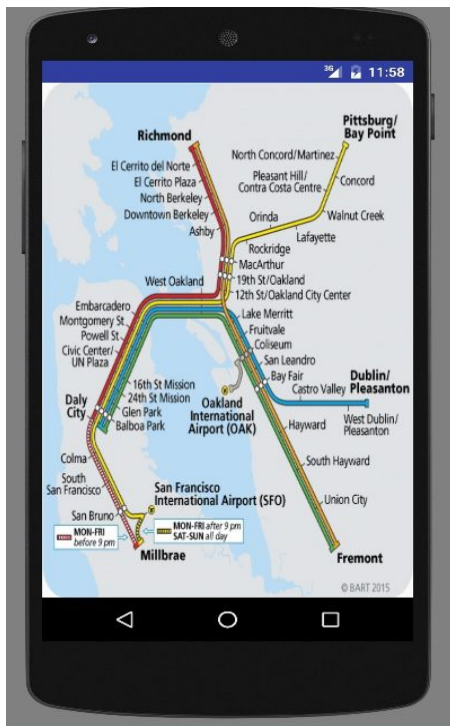 3G 11:58
Pittsburg/
Bay Point
Richmond
North Concord/Martinez
El Cerrito del Norte
Pleasant Hill/
Contra Costa Centre
Concord
El Cerrito Plaza
North Berkeley
Downtown Berkeley
Orinda
Walnut Creek
Ashby
Lafayette
Rockridge
MacArthur
19th St/Oakland
West Oakland
12th St/Oakland City Center
Embarcadero
Lake Merritt
Montgomery St.
Fruitvale
Powell St.
Coliseum
Civic Center/
UN Plaza
San Leandro
Bay Fair
Dublin/
Pleasanton
16th St Mission
Castro Valley
24th St Mission
Daly
City
Glen Park
Balboa Park
Oakland
International
Airport (OAK)
West Dublin/
Pleasanton
Hayward
Colma
South
San Francisco
South Hayward
San Francisco
International Airport (SFO)
Union City
San Bruno
MON-FRI
before 9 pm
MON-FRI after 9 pm
SAT-SUN all day
Millbrae
Fremont
© BART 2015